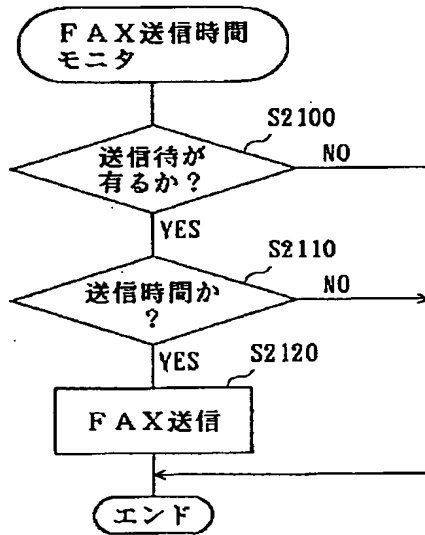 ＦＡＸ送信時間
モニタ
S2100
送信待が
有るか？
NO
YES
S2110
送信時間か
？
NO
YES
S2120
ＦＡＸ送信
エンド